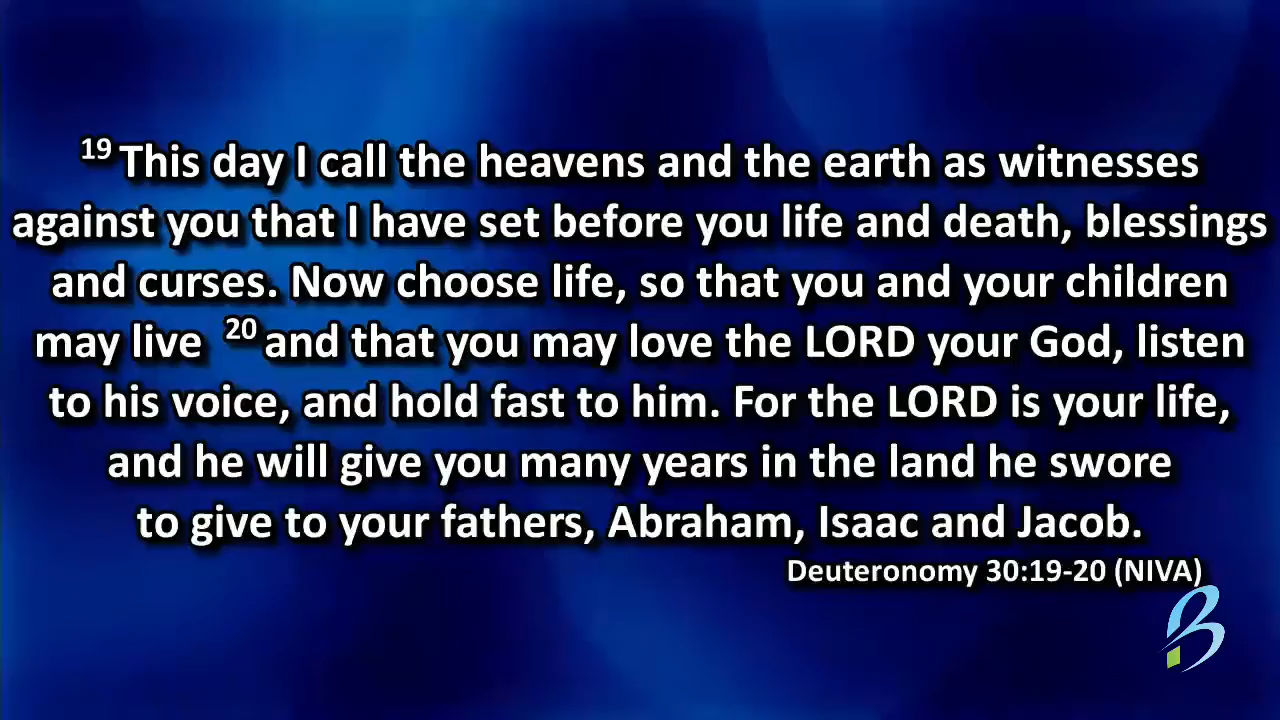 19 This day I call the heavens and the earth as witnesses
against you that I have set before you life and death, blessings
and curses. Now choose life, so that you and your children
may live 20 and that you may love the LORD your God, listen
to his voice, and hold fast to him. For the LORD is your life,
and he will give you many years in the land he swore
to give to your fathers, Abraham, Isaac and Jacob.
Deuteronomy 30:19-20 (NIVA)
B